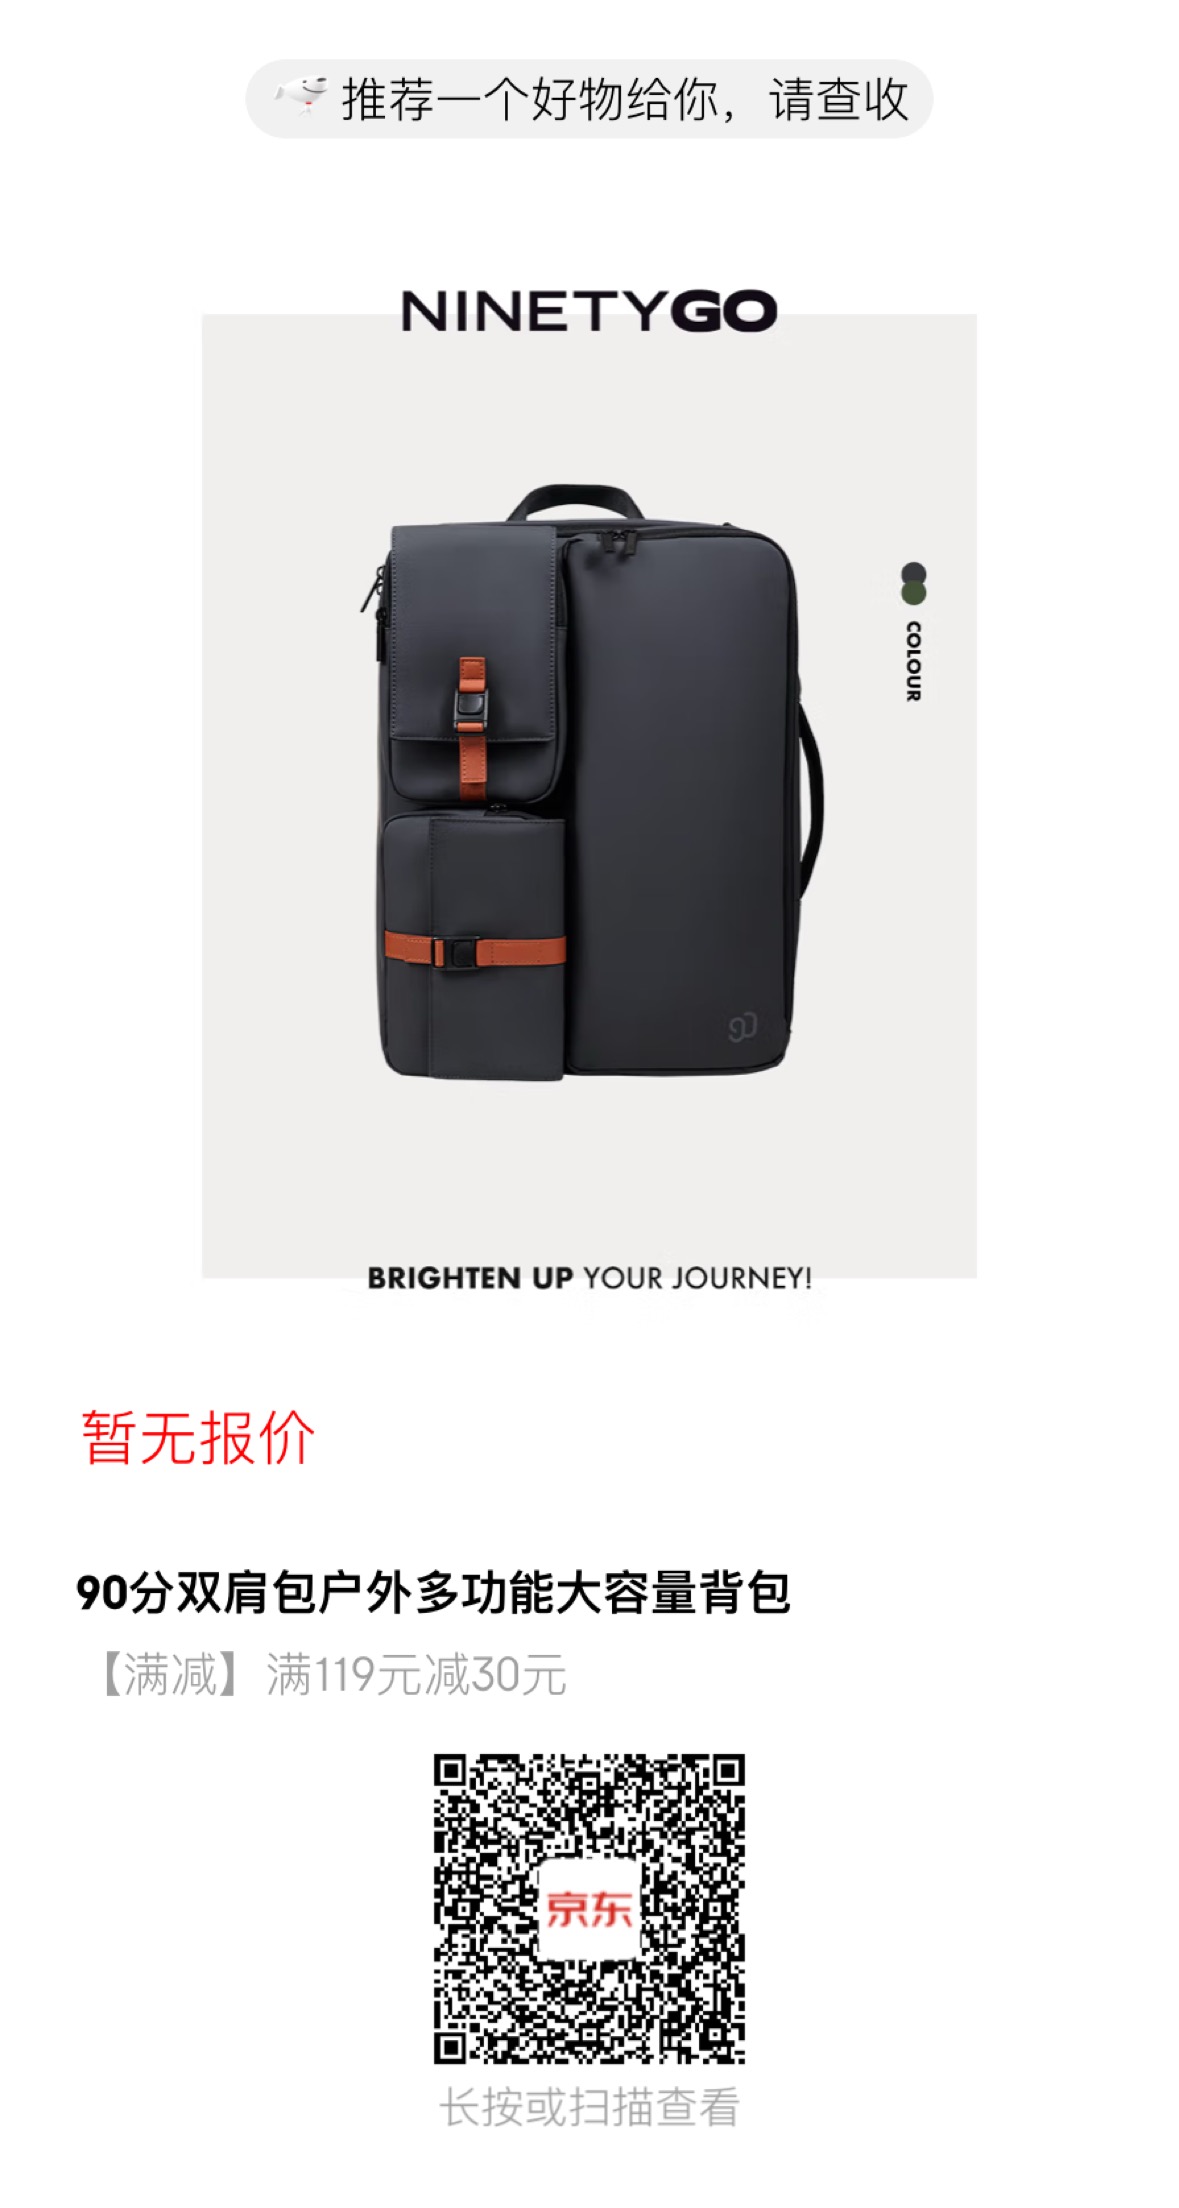 推荐一个好物给你，请查收
NINETYGO
COLOUR
BRIGHTEN UP YOUR JOURNEY!
暂无报价
90分双肩包户外多功能大容量背包
【满减】满119元减30元
京东
长按或扫描查看